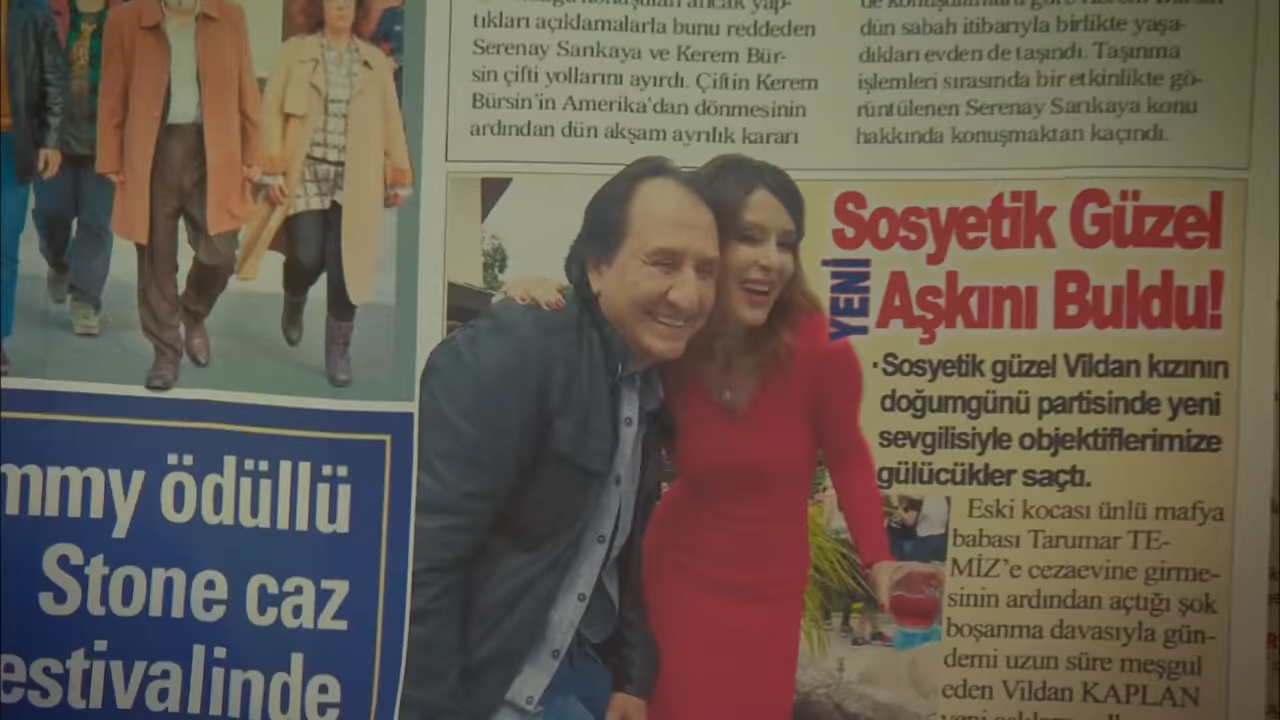 konuşulan ancak yap-
tıkları açıklamalarla bunu reddeden
Serenay Sarıkaya ve Kerem Bür-
sin çifti yollarını ayırdı. Çiftin Kerem
Bürsin'in Amerika'dan dönmesinin
ardından dün akşam ayrılık kararı
dün sabah itibarıyla birlikte yaşa-
dıkları evden de taşındı. Taşınma
işlemleri sırasında bir etkinlikte gö-
rüntülenen Serenay Sarıkaya konu
hakkında konuşmaktan kaçındı.
Sosyetik Güzel
YENİ
Aşkını Buldu!
·Sosyetik güzel Vildan kızının
doğumgünü partisinde yeni
sevgilisiyle objektiflerimize
gülücükler saçtı.
Eski kocası ünlü mafya
babası Tarumar TE-
MİZ'e cezaevine girme-
sinin ardından açtığı şok
boşanma davasıyla gün-
demi uzun süre meşgul
eden Vildan KAPLAN
mmy ödüllü
Stone caz
estivalinde